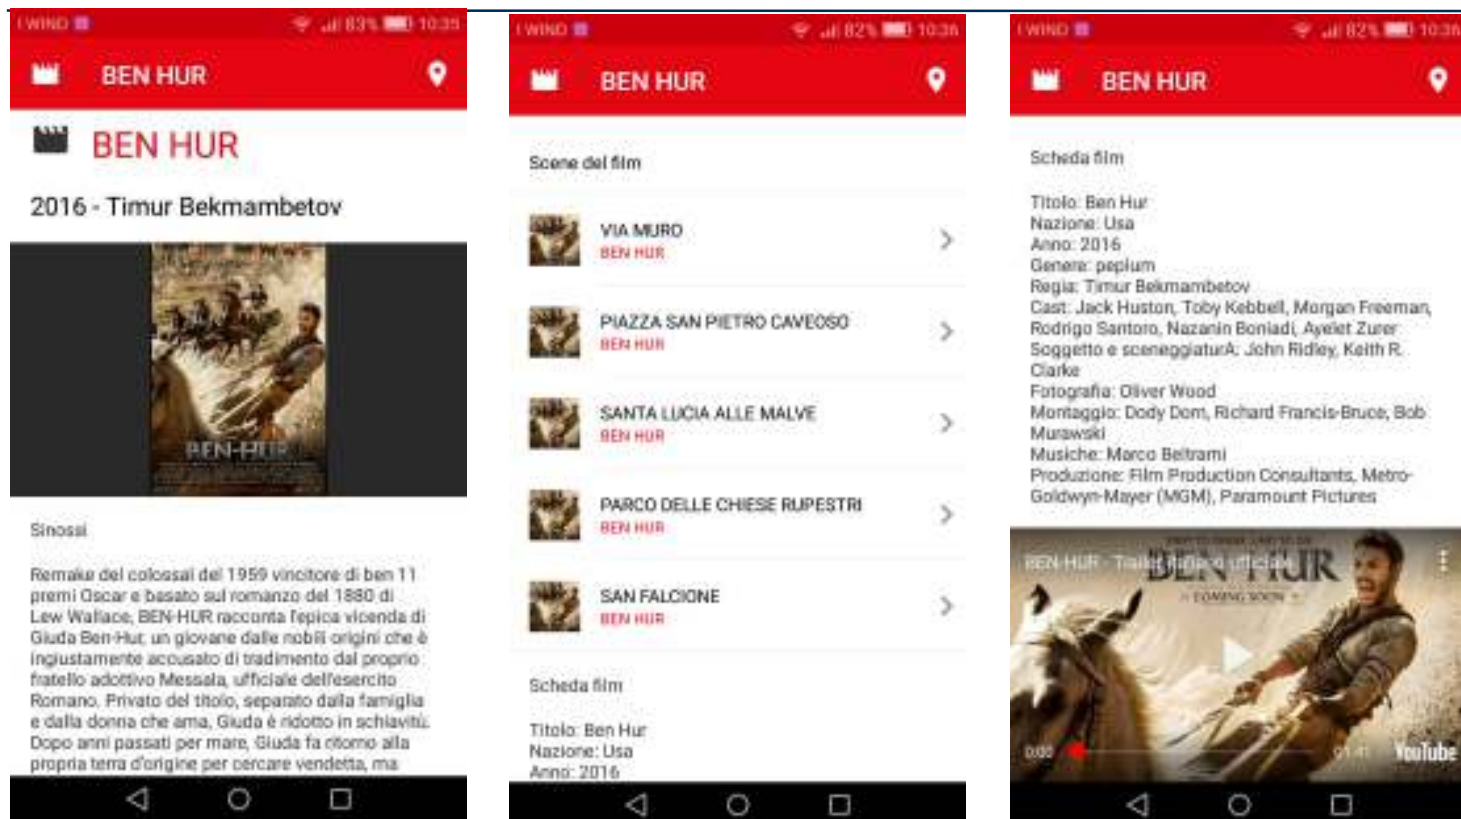 I WIND
83% 10:35
BEN HUR
BEN HUR
2016 - Timur Bekmambetov
BEN-HUR
Sinossi
Remake del colossal del 1959 vincitore di ben 11
premi Oscar e basato sul romanzo del 1880 di
Lew Wallace, BEN-HUR racconta l'epica vicenda di
Giuda Ben-Hur, un giovane dalle nobili origini che è
ingiustamente accusato di tradimento dal proprio
fratello adottivo Messala, ufficiale dell'esercito
Romano. Privato del titolo, separato dalla famiglia
e dalla donna che ama, Giuda è ridotto in schiavitù.
Dopo anni passati per mare, Giuda fa ritorno alla
propria terra d'origine per cercare vendetta, ma
I WIND
82% 10:36
BEN HUR
Scene del film
VIA MURO
BEN HUR
PIAZZA SAN PIETRO CAVEOSO
BEN HUR
SANTA LUCIA ALLE MALVE
BEN HUR
PARCO DELLE CHIESE RUPESTRI
BEN HUR
SAN FALCIONE
BEN HUR
Scheda film
Titolo: Ben Hur
Nazione: Usa
Anno: 2016
I WIND
82% 10:36
BEN HUR
Scheda film
Titolo: Ben Hur
Nazione: Usa
Anno: 2016
Genere: peplum
Regia: Timur Bekmambetov
Cast: Jack Huston, Toby Kebbell, Morgan Freeman,
Rodrigo Santoro, Nazanin Boniadi, Ayelet Zurer
Soggetto e sceneggiaturA: John Ridley, Keith R.
Clarke
Fotografia: Oliver Wood
Montaggio: Dody Dorn, Richard Francis-Bruce, Bob
Murawski
Musiche: Marco Beltrami
Produzione: Film Production Consultants, Metro-
Goldwyn-Mayer (MGM), Paramount Pictures
BEN-HUR - Trailer italiano ufficiale
BEN-HUR
COMING SOON
0:00
01:41
YouTube